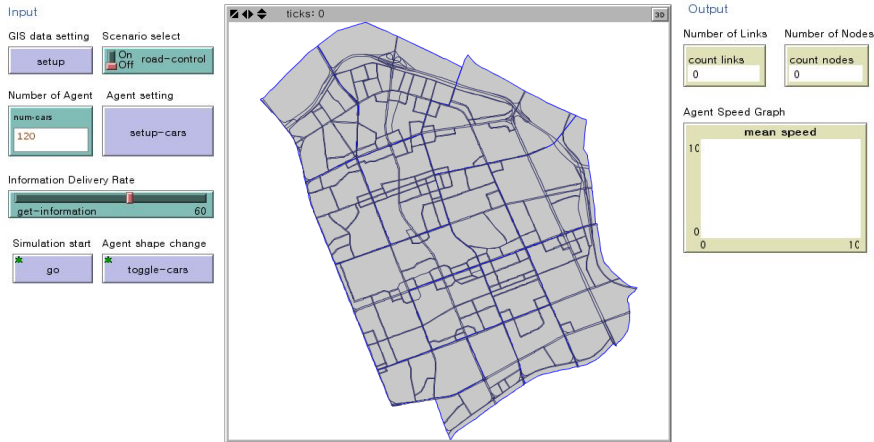 Input
GIS data setting
Scenario select
setup
On
Off
road-control
Number of Agent
Agent setting
num-cars
120
setup-cars
Information Delivery Rate
get-information
60
Simulation start
Agent shape change
go
toggle-cars
ticks: 0
3D
Output
Number of Links
Number of Nodes
count links
0
count nodes
0
Agent Speed Graph
mean speed
10
0
0
10